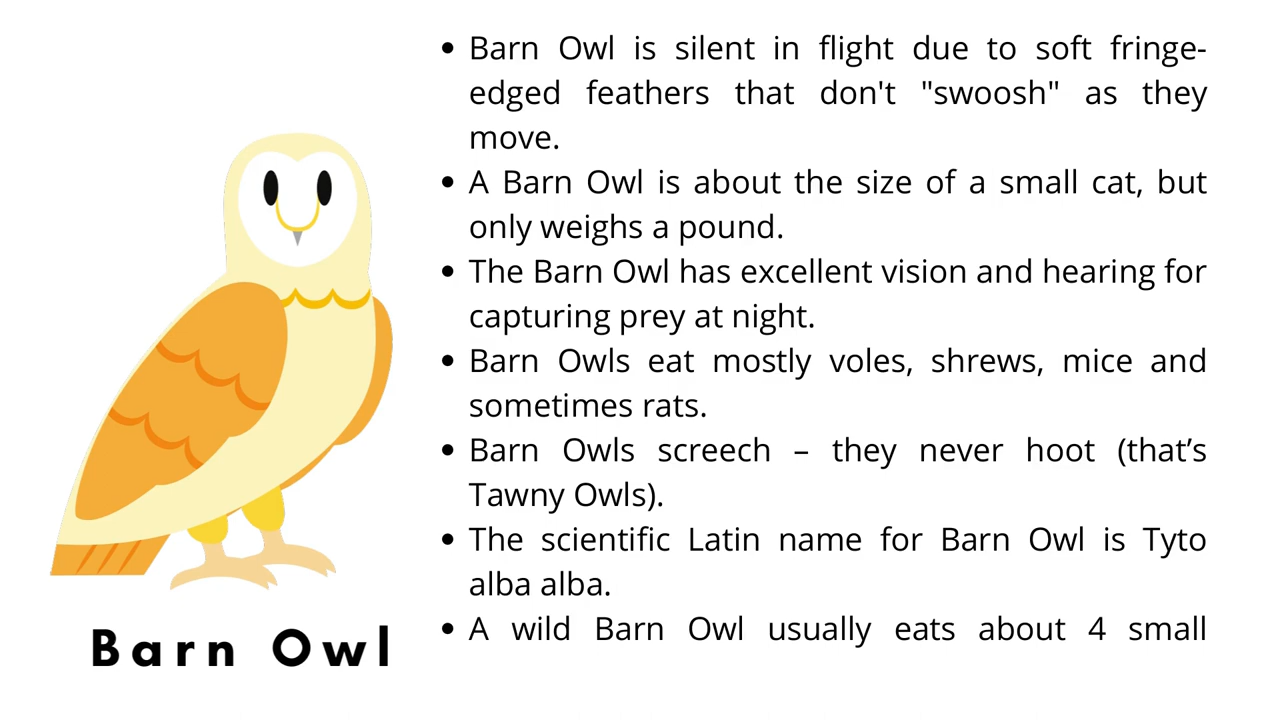 • Barn Owl is silent in flight due to soft fringe-
edged feathers that don't "swoosh" as they
move.
• A Barn Owl is about the size of a small cat, but
only weighs a pound.
• The Barn Owl has excellent vision and hearing for
capturing prey at night.
• Barn Owls eat mostly voles, shrews, mice and
sometimes rats.
• Barn Owls screech – they never hoot (that’s
Tawny Owls).
• The scientific Latin name for Barn Owl is Tyto
alba alba.
• A wild Barn Owl usually eats about 4 small
Barn Owl